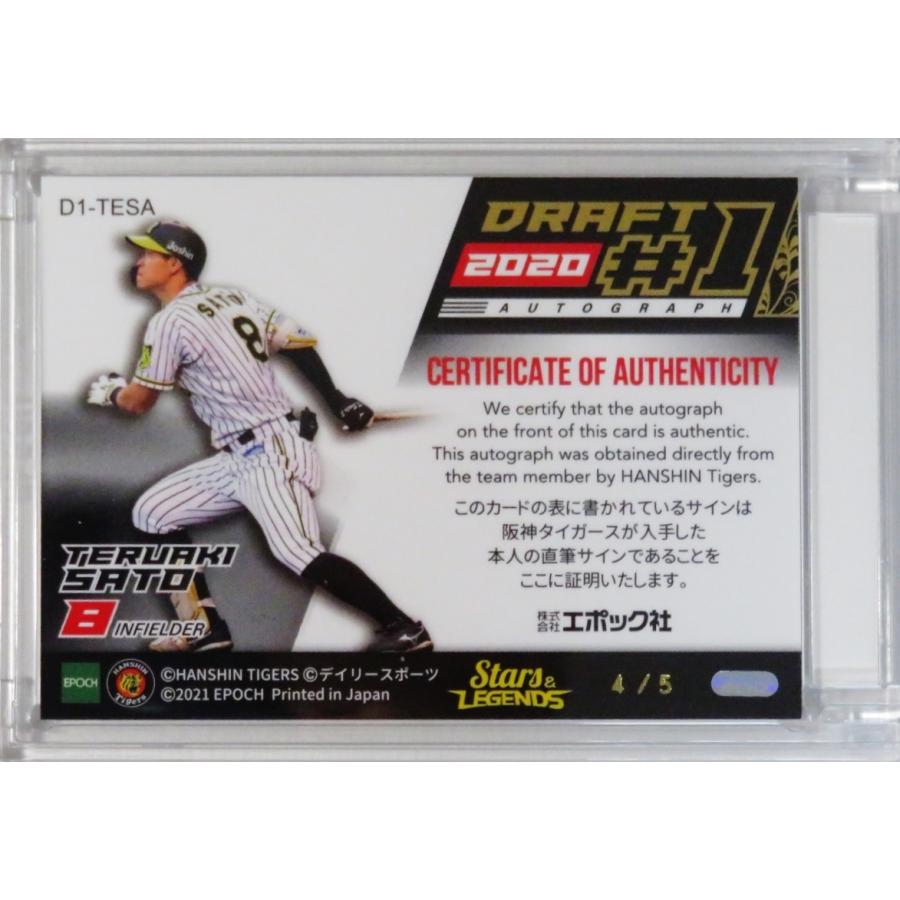 D1-TESA
DRAFT
2020 #1
AUTOGRAPH
CERTIFICATE OF AUTHENTICITY
We certify that the autograph
on the front of this card is authentic.
This autograph was obtained directly from
the team member by HANSHIN Tigers.
このカードの表に書かれているサインは
阪神タイガースが入手した
本人の直筆サインであることを
ここに証明いたします。
株式会社エポック社
Joshin
SATO
8
TERUAKI
SATO
8 INFIELDER
EPOCH
HANSHIN
Tigers
©HANSHIN TIGERS ©デイリースポーツ
©2021 EPOCH Printed in Japan
Stars &
LEGENDS
4 / 5